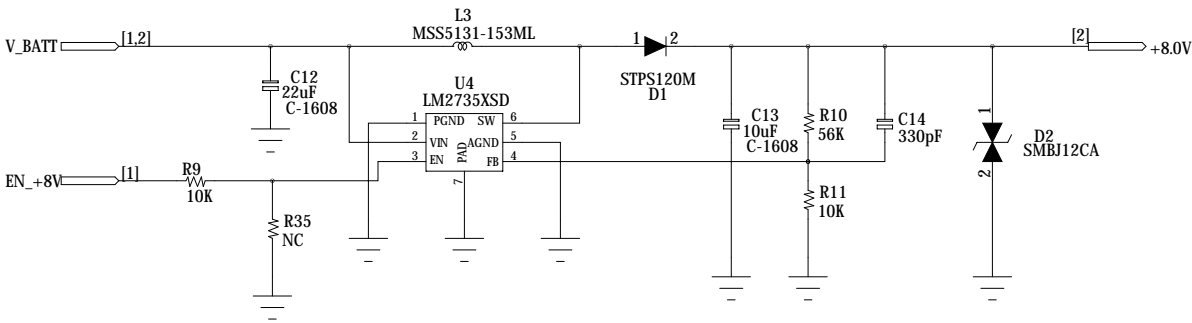 L3
MSS5131-153ML
V_BATT
[1,2]
1
2
[2]
+8.0V
STPS120M
D1
C12
22uF
C-1608
U4
LM2735XSD
1
PGND
SW
6
2
VIN
AGND
5
3
EN
FB
4
PAD
7
C13
10uF
C-1608
R10
56K
C14
330pF
1
D2
SMBJ12CA
2
EN_+8V
[1]
R9
10K
R35
NC
R11
10K